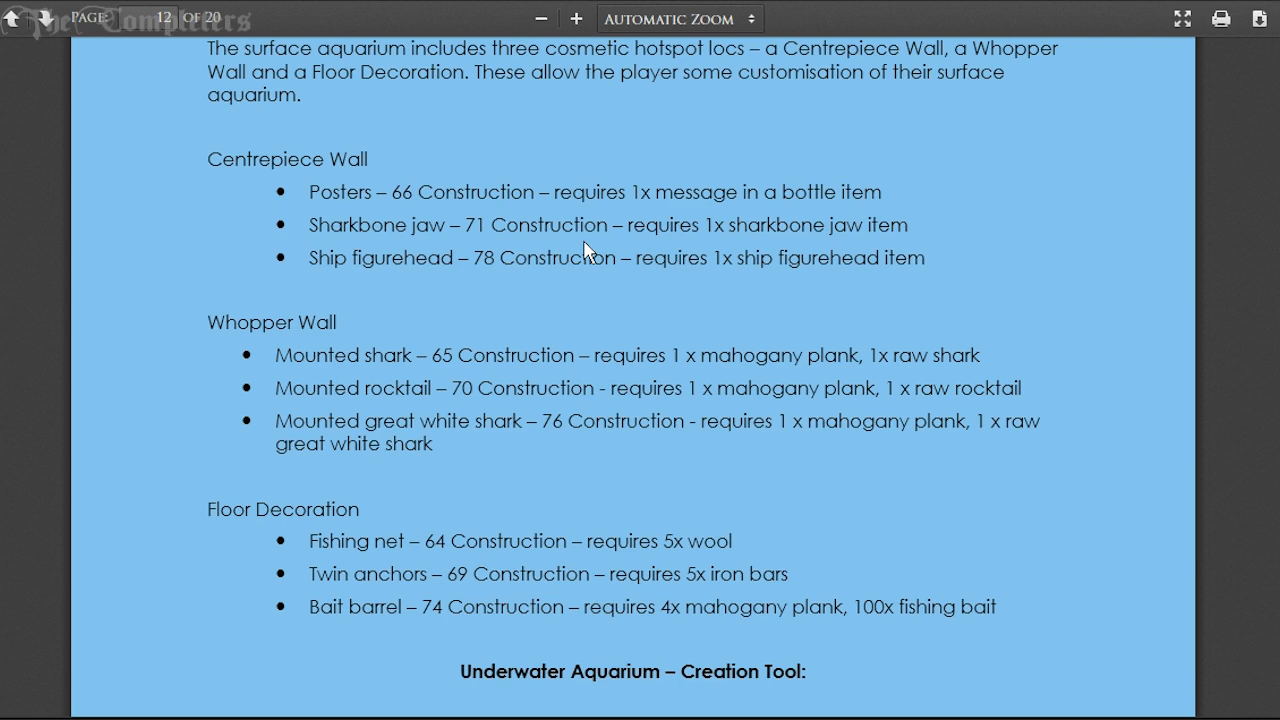 PAGE: 12 OF 20
AUTOMATIC ZOOM
The Completers
The surface aquarium includes three cosmetic hotspot locs – a Centrepiece Wall, a Whopper
Wall and a Floor Decoration. These allow the player some customisation of their surface
aquarium.
Centrepiece Wall
• Posters – 66 Construction – requires 1x message in a bottle item
• Sharkbone jaw – 71 Construction – requires 1x sharkbone jaw item
• Ship figurehead – 78 Construction – requires 1x ship figurehead item
Whopper Wall
• Mounted shark – 65 Construction – requires 1 x mahogany plank, 1x raw shark
• Mounted rocktail – 70 Construction - requires 1 x mahogany plank, 1 x raw rocktail
• Mounted great white shark – 76 Construction - requires 1 x mahogany plank, 1 x raw
great white shark
Floor Decoration
• Fishing net – 64 Construction – requires 5x wool
• Twin anchors – 69 Construction – requires 5x iron bars
• Bait barrel – 74 Construction – requires 4x mahogany plank, 100x fishing bait
Underwater Aquarium – Creation Tool: